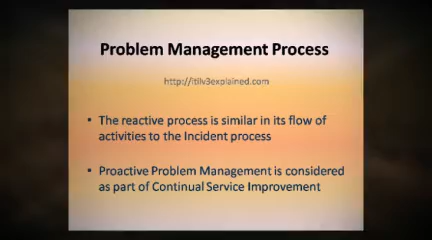 Problem Management Process
http://itilv3explained.com
• The reactive process is similar in its flow of
activities to the Incident process
• Proactive Problem Management is considered
as part of Continual Service Improvement